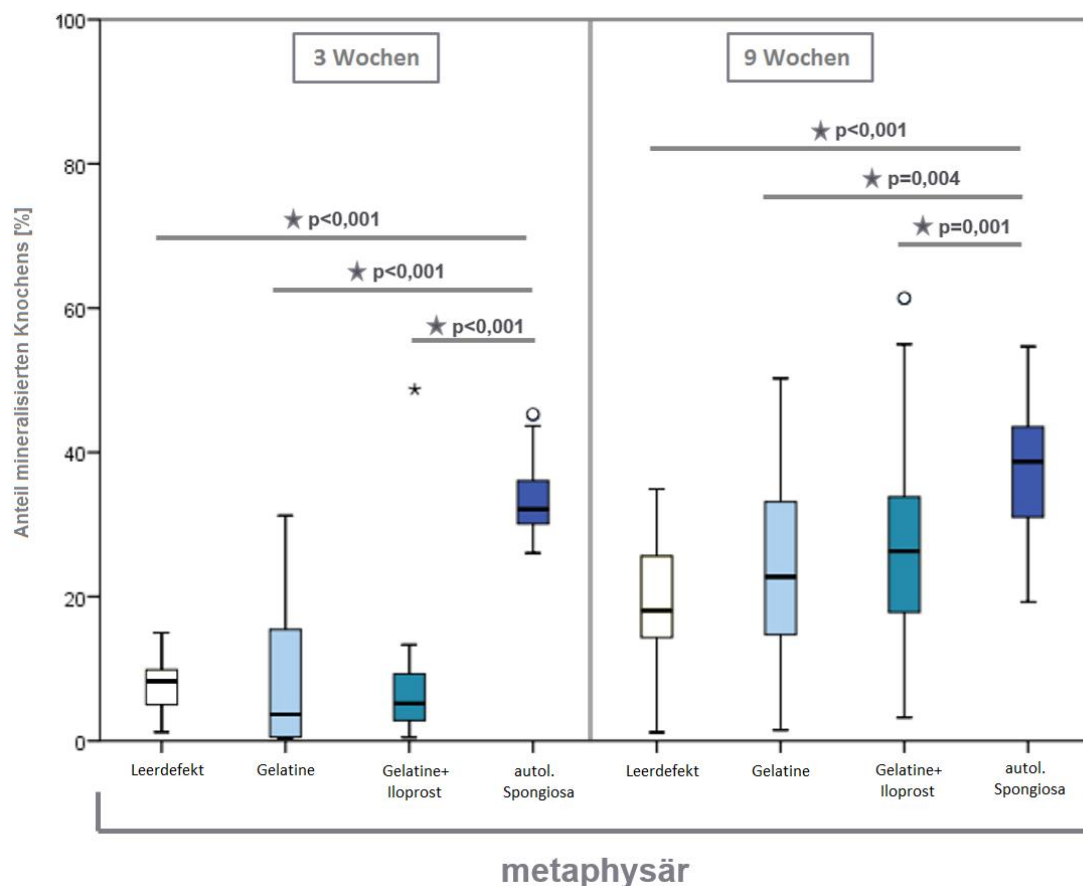 100
80
60
40
20
0
Anteil mineralisierten Knochens [%]
3 Wochen
9 Wochen
★ p<0,001
★ p<0,001
★ p<0,001
★ p<0,001
★ p=0,004
★ p=0,001
Leerdefekt
Gelatine
Gelatine+
Iloprost
autol.
Spongiosa
Leerdefekt
Gelatine
Gelatine+
Iloprost
autol.
Spongiosa
metaphysär